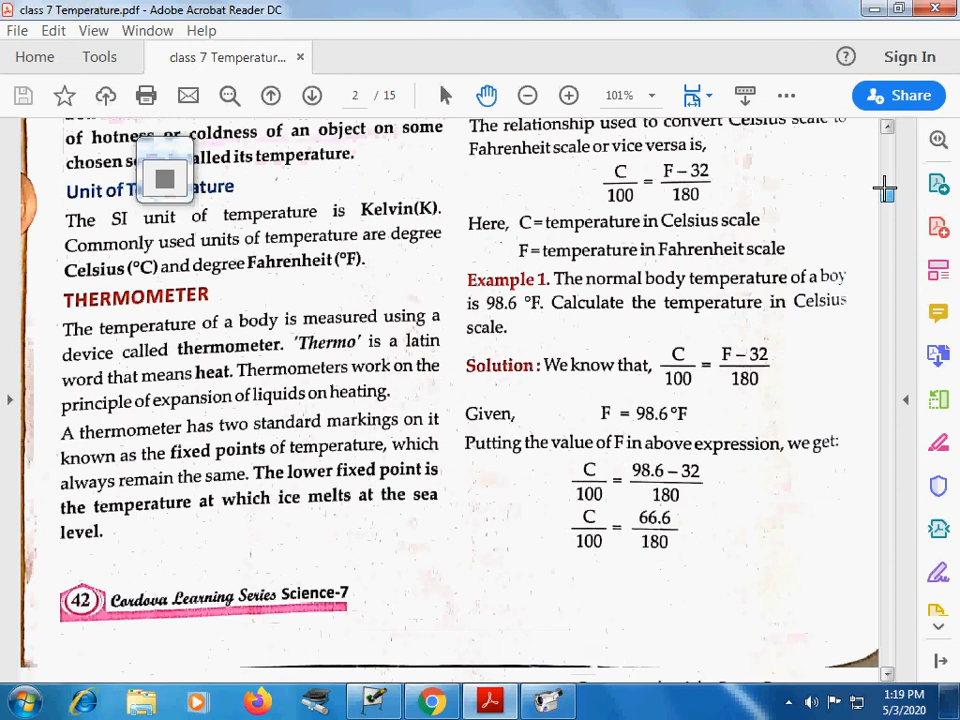 class 7 Temperature.pdf - Adobe Acrobat Reader DC
File Edit View Window Help
Home Tools class 7 Temperatur... × Sign In
2 / 15 101% Share
of hotness or coldness of an object on some
chosen called its temperature.
Unit of
The SI unit of temperature is Kelvin(K).
Commonly used units of temperature are degree
Celsius (°C) and degree Fahrenheit (°F).
THERMOMETER
The temperature of a body is measured using a
device called thermometer. 'Thermo' is a latin
word that means heat. Thermometers work on the
principle of expansion of liquids on heating.
A thermometer has two standard markings on it
known as the fixed points of temperature, which
always remain the same. The lower fixed point is
the temperature at which ice melts at the sea
level.
42 Cordova Learning Series Science-7
The relationship used to convert Celsius scale to
Fahrenheit scale or vice versa is,
C/100 = F – 32/180
Here, C = temperature in Celsius scale
F = temperature in Fahrenheit scale
Example 1. The normal body temperature of a boy
is 98.6 °F. Calculate the temperature in Celsius
scale.
Solution : We know that, C/100 = F – 32/180
Given, F = 98.6 °F
Putting the value of F in above expression, we get:
C/100 = 98.6 – 32/180
C/100 = 66.6/180
1:19 PM
5/3/2020